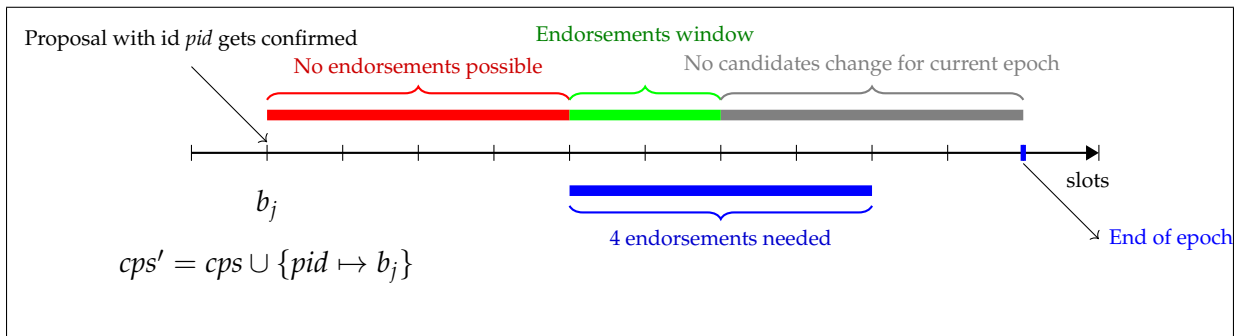 Proposal with id pid gets confirmed
Endorsements window
No endorsements possible
No candidates change for current epoch
slots
b_j
4 endorsements needed
End of epoch
cps′ = cps ∪ {pid ↦ b_j}